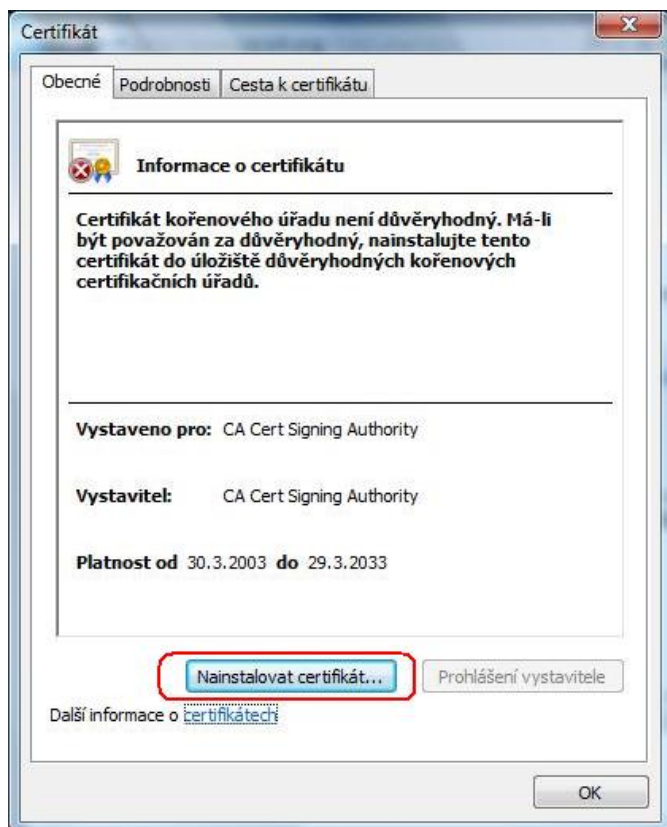 Certifikát
Obecné Podrobnosti Cesta k certifikátu
Informace o certifikátu
Certifikát kořenového úřadu není důvěryhodný. Má-li
být považován za důvěryhodný, nainstalujte tento
certifikát do úložiště důvěryhodných kořenových
certifikačních úřadů.
Vystaveno pro: CA Cert Signing Authority
Vystavitel: CA Cert Signing Authority
Platnost od 30.3.2003 do 29.3.2033
Nainstalovat certifikát... Prohlášení vystavitele
Další informace o certifikátech
OK